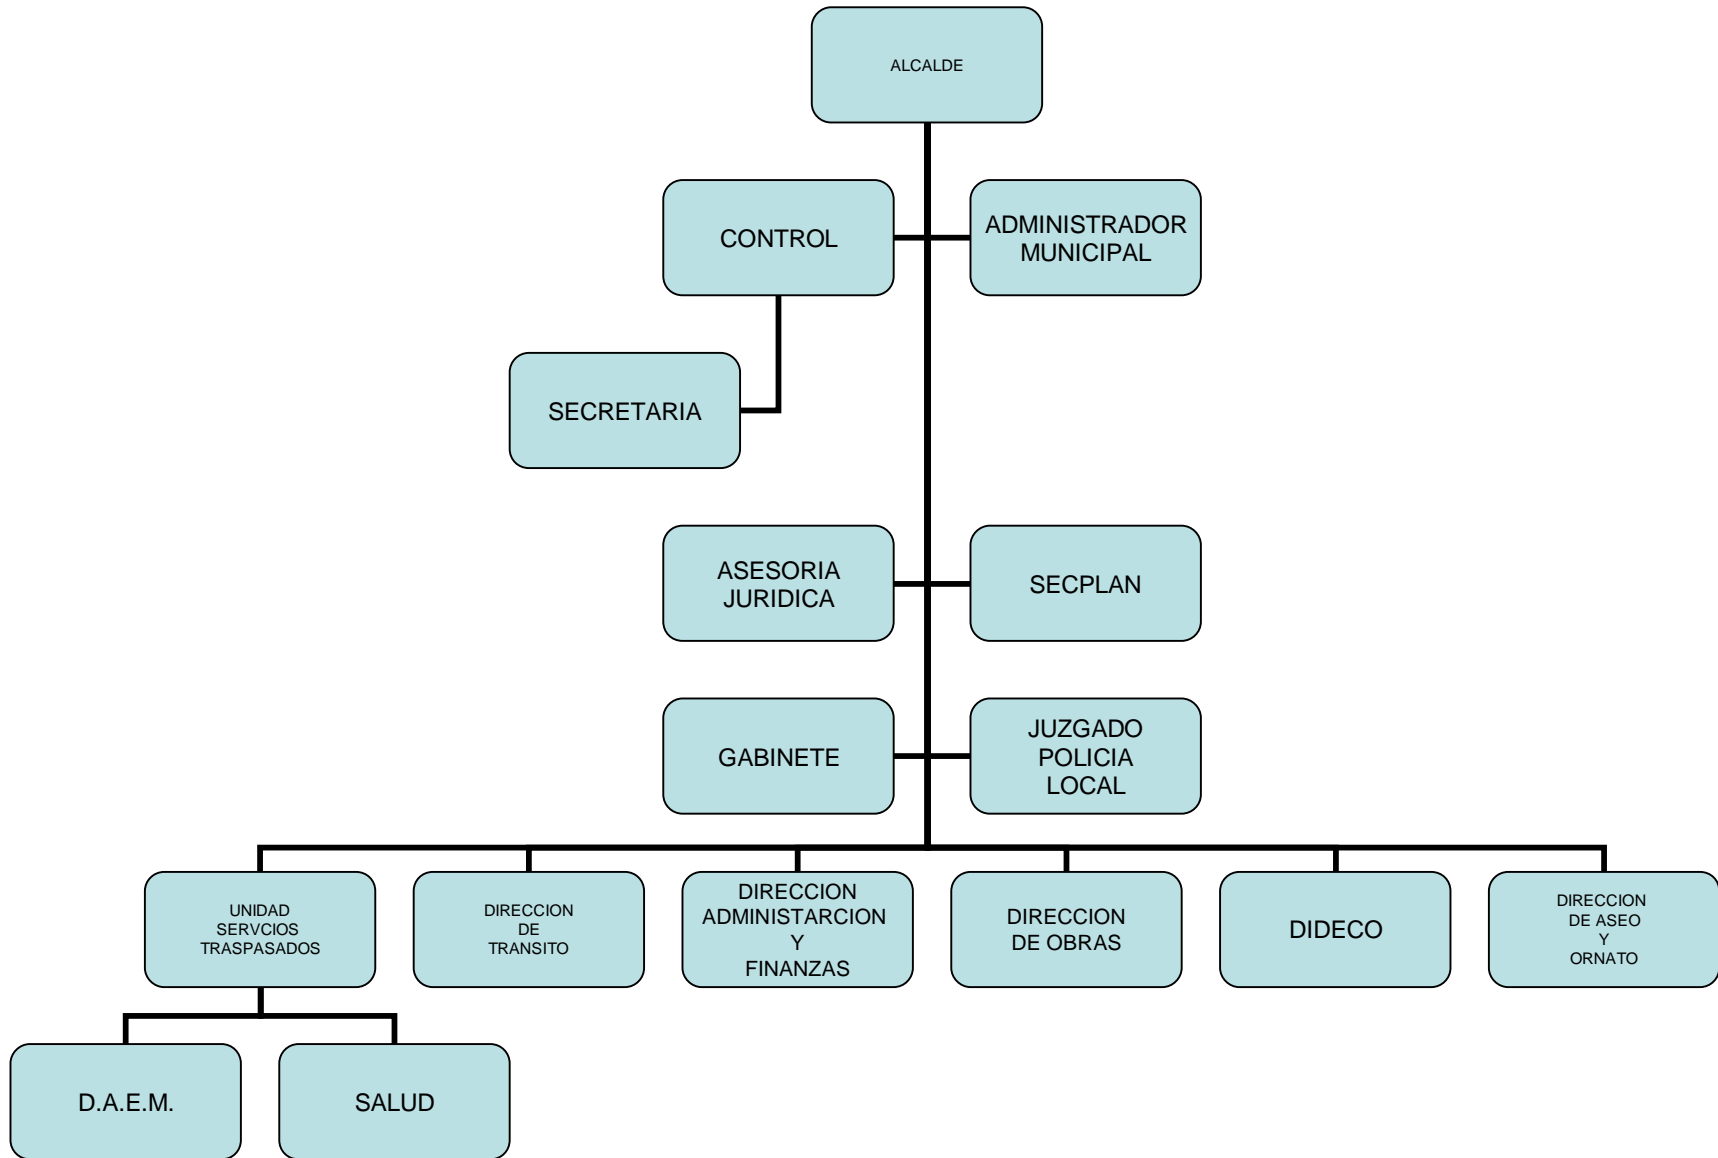 ALCALDE
CONTROL
ADMINISTRADOR
MUNICIPAL
SECRETARIA
ASESORIA
JURIDICA
SECPLAN
GABINETE
JUZGADO
POLICIA
LOCAL
UNIDAD
SERVCIOS
TRASPASADOS
DIRECCION
DE
TRANSITO
DIRECCION
ADMINISTARCION
Y
FINANZAS
DIRECCION
DE OBRAS
DIDECO
DIRECCION
DE ASEO
Y
ORNATO
D.A.E.M.
SALUD